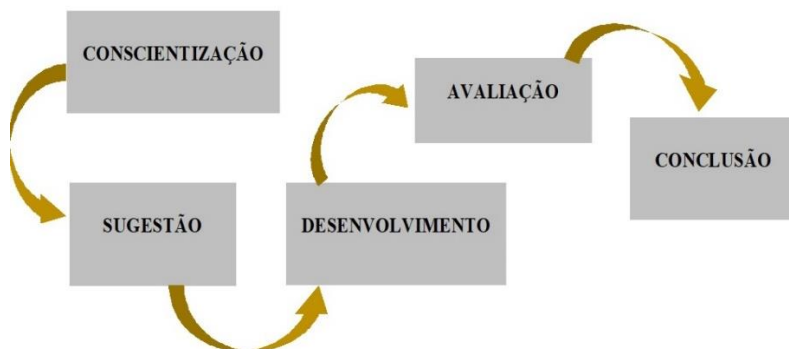 CONSCIENTIZAÇÃO
SUGESTÃO
DESENVOLVIMENTO
AVALIAÇÃO
CONCLUSÃO